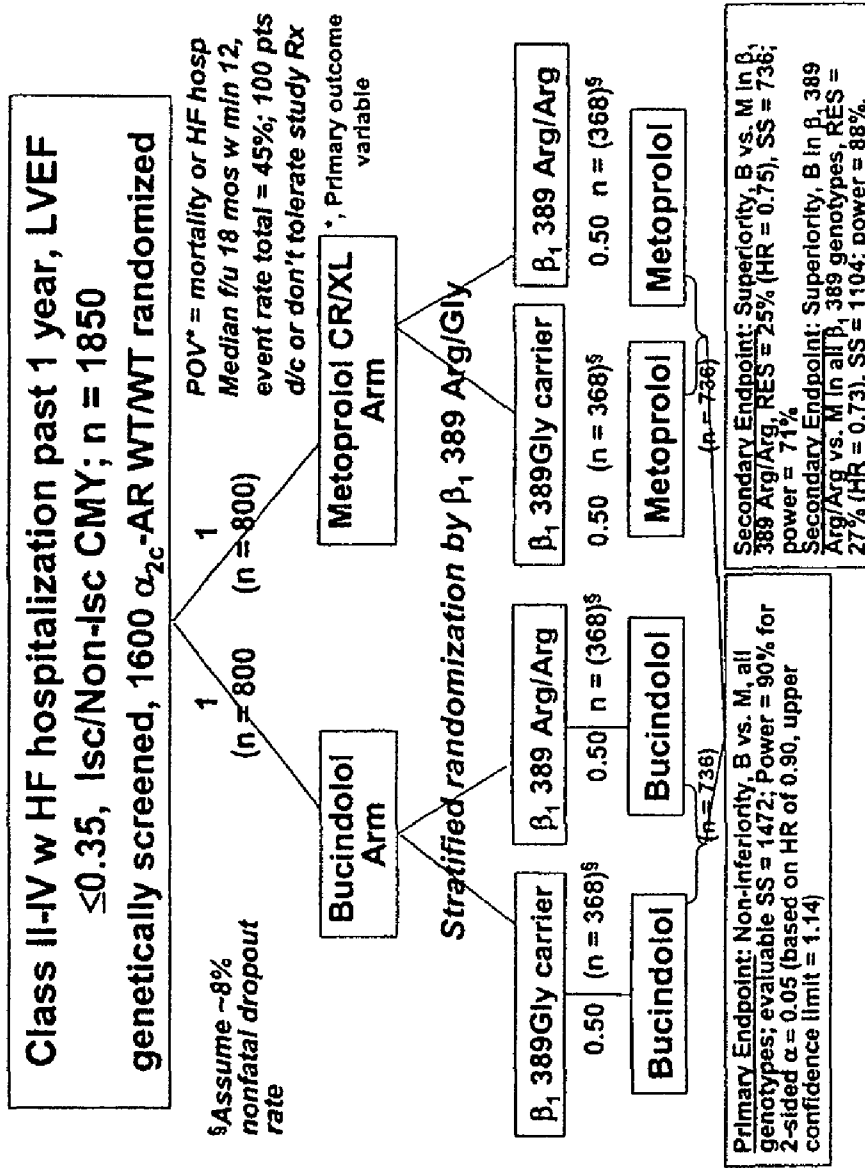 Class II-IV w HF hospitalization past 1 year, LVEF
≤0.35, Isc/Non-Isc CMY; n = 1850
genetically screened, 1600 α2c-AR WT/WT randomized
§Assume ~8%
nonfatal dropout
rate
1
(n = 800
1
(n = 800)
POV* = mortality or HF hosp
Median f/u 18 mos w min 12,
event rate total = 45%; 100 pts
d/c or don't tolerate study Rx
*, Primary outcome
variable
Bucindolol
Arm
Metoprolol CR/XL
Arm
Stratified randomization by β1 389 Arg/Gly
β1 389Gly carrier
β1 389 Arg/Arg
β1 389Gly carrier
β1 389 Arg/Arg
0.50 (n = 368)§
0.50 n = (368)§
0.50 (n = 368)§
0.50 n = (368)§
Bucindolol
Bucindolol
Metoprolol
Metoprolol
(n = 736)
(n = 736)
Primary Endpoint: Non-inferiority, B vs. M, all
genotypes; evaluable SS = 1472; Power = 90% for
2-sided α = 0.05 (based on HR of 0.90, upper
confidence limit = 1.14)
Secondary Endpoint: Superiority, B vs. M in β1
389 Arg/Arg, RES = 25% (HR = 0.75), SS = 736;
power = 71%
Secondary Endpoint: Superiority, B in β1 389
Arg/Arg vs. M in all β1 389 genotypes, RES =
27% (HR = 0.73), SS = 1104; power = 88%.